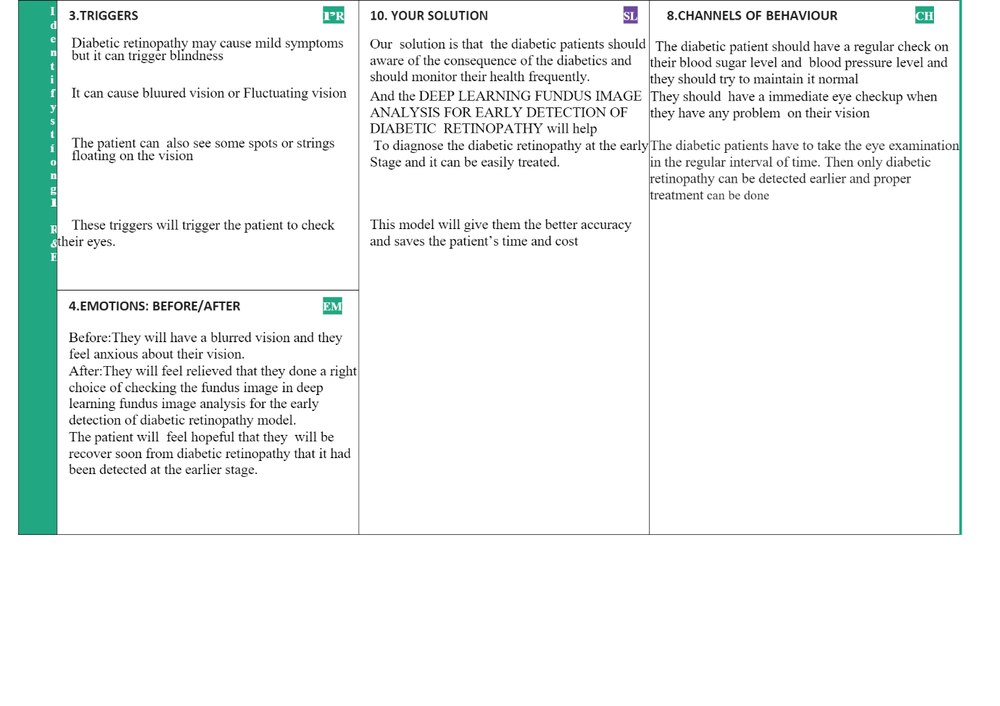 I
d
e
n
t
i
f
y
s
t
í
o
n
g
R
&
E
3.TRIGGERS
Diabetic retinopathy may cause mild symptoms
but it can trigger blindness
It can cause bluured vision or Fluctuating vision
The patient can also see some spots or strings
floating on the vision
These triggers will trigger the patient to check
their eyes.
4.EMOTIONS: BEFORE/AFTER
EM
Before:They will have a blurred vision and they
feel anxious about their vision.
After:They will feel relieved that they done a right
choice of checking the fundus image in deep
learning fundus image analysis for the early
detection of diabetic retinopathy model.
The patient will feel hopeful that they will be
recover soon from diabetic retinopathy that it had
been detected at the earlier stage.
10. YOUR SOLUTION
SL
Our solution is that the diabetic patients should
aware of the consequence of the diabetics and
should monitor their health frequently.
And the DEEP LEARNING FUNDUS IMAGE
ANALYSIS FOR EARLY DETECTION OF
DIABETIC RETINOPATHY will help
To diagnose the diabetic retinopathy at the early
Stage and it can be easily treated.
This model will give them the better accuracy
and saves the patient’s time and cost
8.CHANNELS OF BEHAVIOUR
CH
The diabetic patient should have a regular check on
their blood sugar level and blood pressure level and
they should try to maintain it normal
They should have a immediate eye checkup when
they have any problem on their vision
The diabetic patients have to take the eye examination
in the regular interval of time. Then only diabetic
retinopathy can be detected earlier and proper
treatment can be done